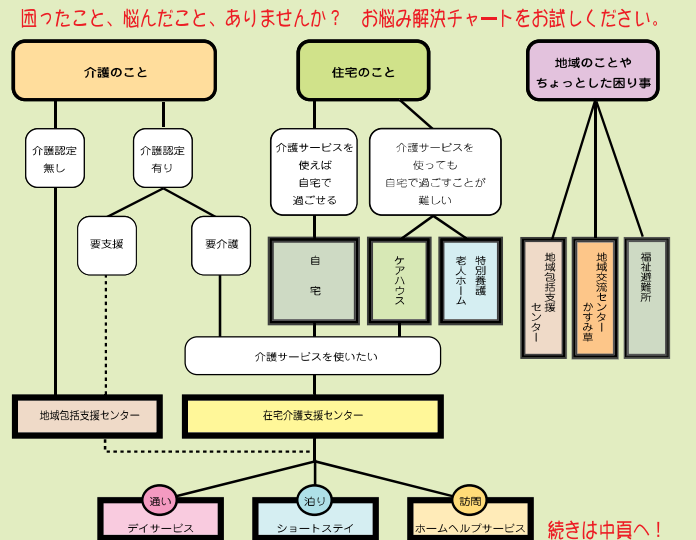 困ったこと、悩んだこと、ありませんか？　お悩み解決チャートをお試しください。
介護のこと
住宅のこと
地域のことや
ちょっとした困り事
介護認定
無し
介護認定
有り
介護サービスを
使えば
自宅で
過ごせる
介護サービスを
使っても
自宅で過ごすことが
難しい
要支援
要介護
自
宅
ケアハウス
特別養護
老人ホーム
地域包括支援
センター
地域交流センター
かすみ草
福祉避難所
介護サービスを使いたい
地域包括支援センター
在宅介護支援センター
通い
デイサービス
泊り
ショートステイ
訪問
ホームヘルプサービス
続きは中頁へ！